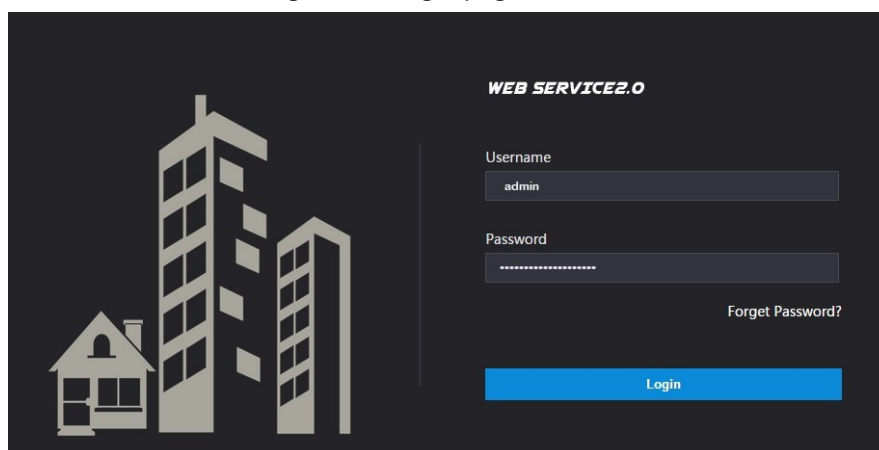 WEB SERVICE2.0
Username
admin
Password
••••••••••••••••••••
Forget Password?
Login